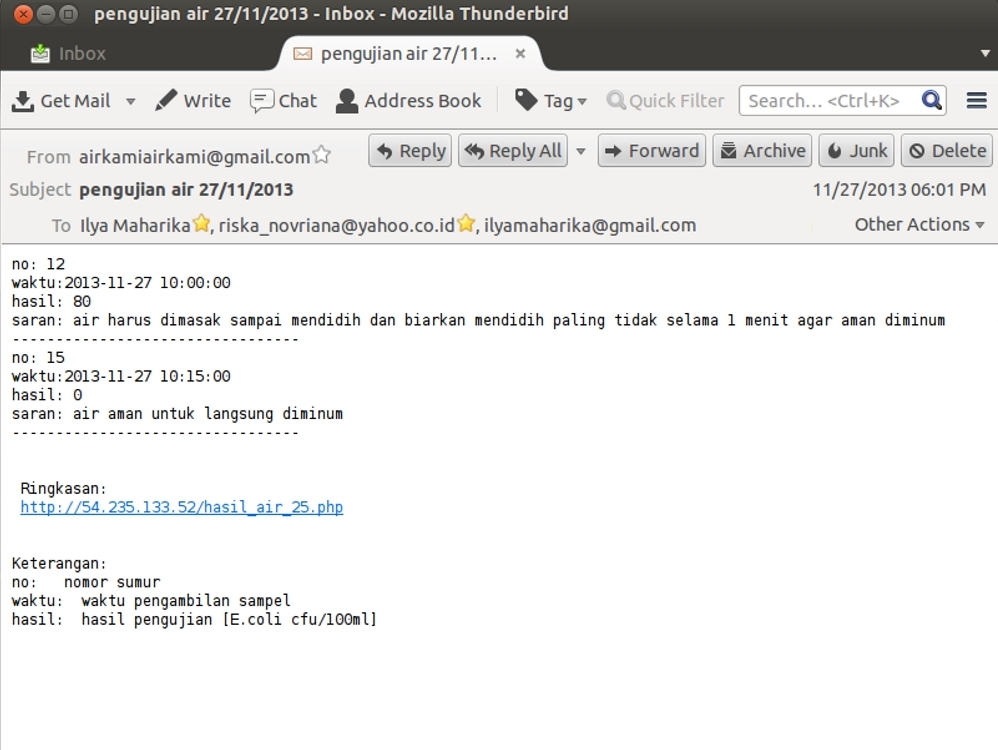 pengujian air 27/11/2013 - Inbox - Mozilla Thunderbird
Inbox
pengujian air 27/11...
Get Mail Write Chat Address Book Tag Quick Filter Search... <Ctrl+K>
From airkamiairkami@gmail.com Reply Reply All Forward Archive Junk Delete
Subject pengujian air 27/11/2013 11/27/2013 06:01 PM
To Ilya Maharika, riska_novriana@yahoo.co.id, ilyamaharika@gmail.com Other Actions
no: 12
waktu:2013-11-27 10:00:00
hasil: 80
saran: air harus dimasak sampai mendidih dan biarkan mendidih paling tidak selama 1 menit agar aman diminum
---------------------------------
no: 15
waktu:2013-11-27 10:15:00
hasil: 0
saran: air aman untuk langsung diminum
---------------------------------
Ringkasan:
http://54.235.133.52/hasil_air_25.php
Keterangan:
no: nomor sumur
waktu: waktu pengambilan sampel
hasil: hasil pengujian [E.coli cfu/100ml]